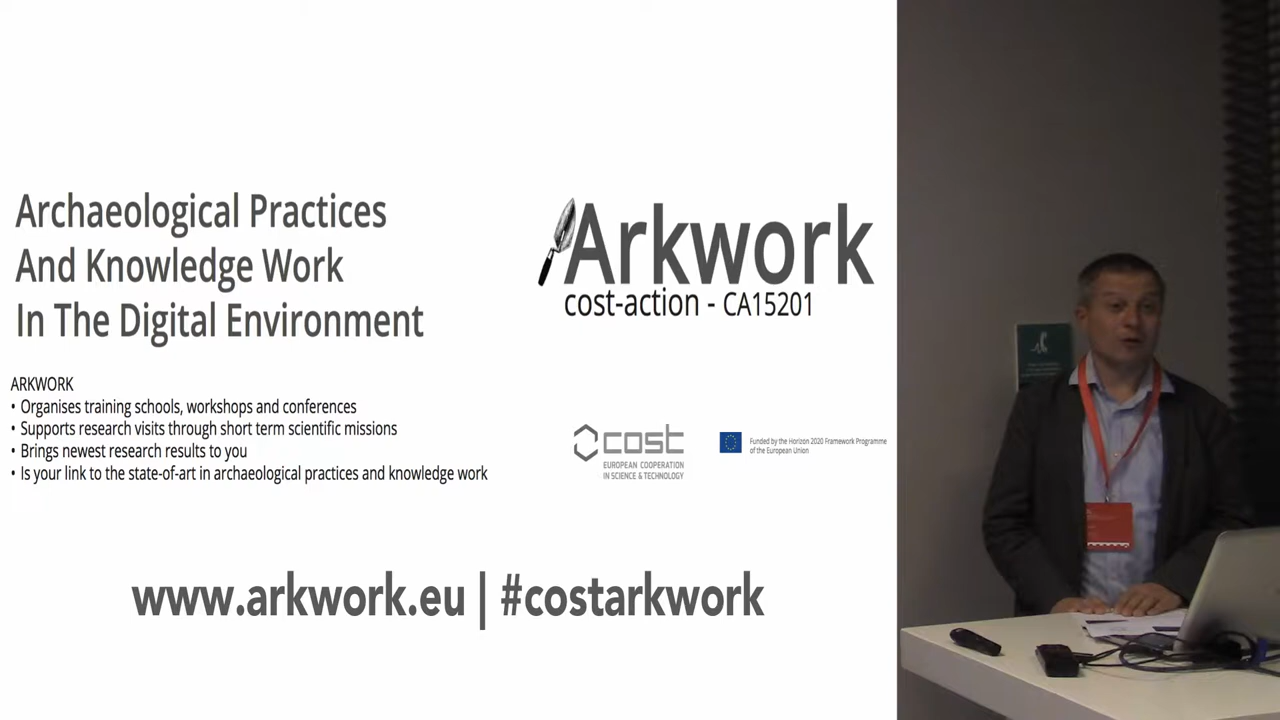 Archaeological Practices
And Knowledge Work
In The Digital Environment
Arkwork
cost-action - CA15201
ARKWORK
• Organises training schools, workshops and conferences
• Supports research visits through short term scientific missions
• Brings newest research results to you
• Is your link to the state-of-art in archaeological practices and knowledge work
cost
EUROPEAN COOPERATION
IN SCIENCE & TECHNOLOGY
Funded by the Horizon 2020 Framework Programme
of the European Union
www.arkwork.eu | #costarkwork